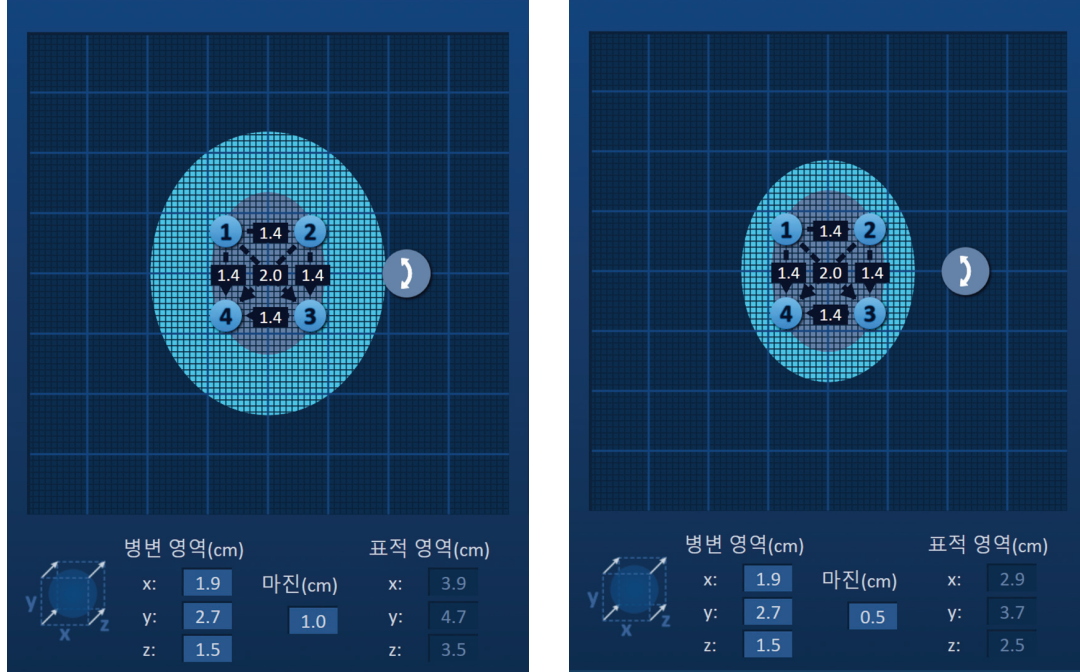 1 1.4 2
1.4 2.0 1.4
4 1.4 3
병변 영역(cm) 표적 영역(cm)
x: 1.9 마진(cm) x: 3.9
y: 2.7 1.0 y: 4.7
z: 1.5 z: 3.5
y x z
1 1.4 2
1.4 2.0 1.4
4 1.4 3
병변 영역(cm) 표적 영역(cm)
x: 1.9 마진(cm) x: 2.9
y: 2.7 0.5 y: 3.7
z: 1.5 z: 2.5
y x z